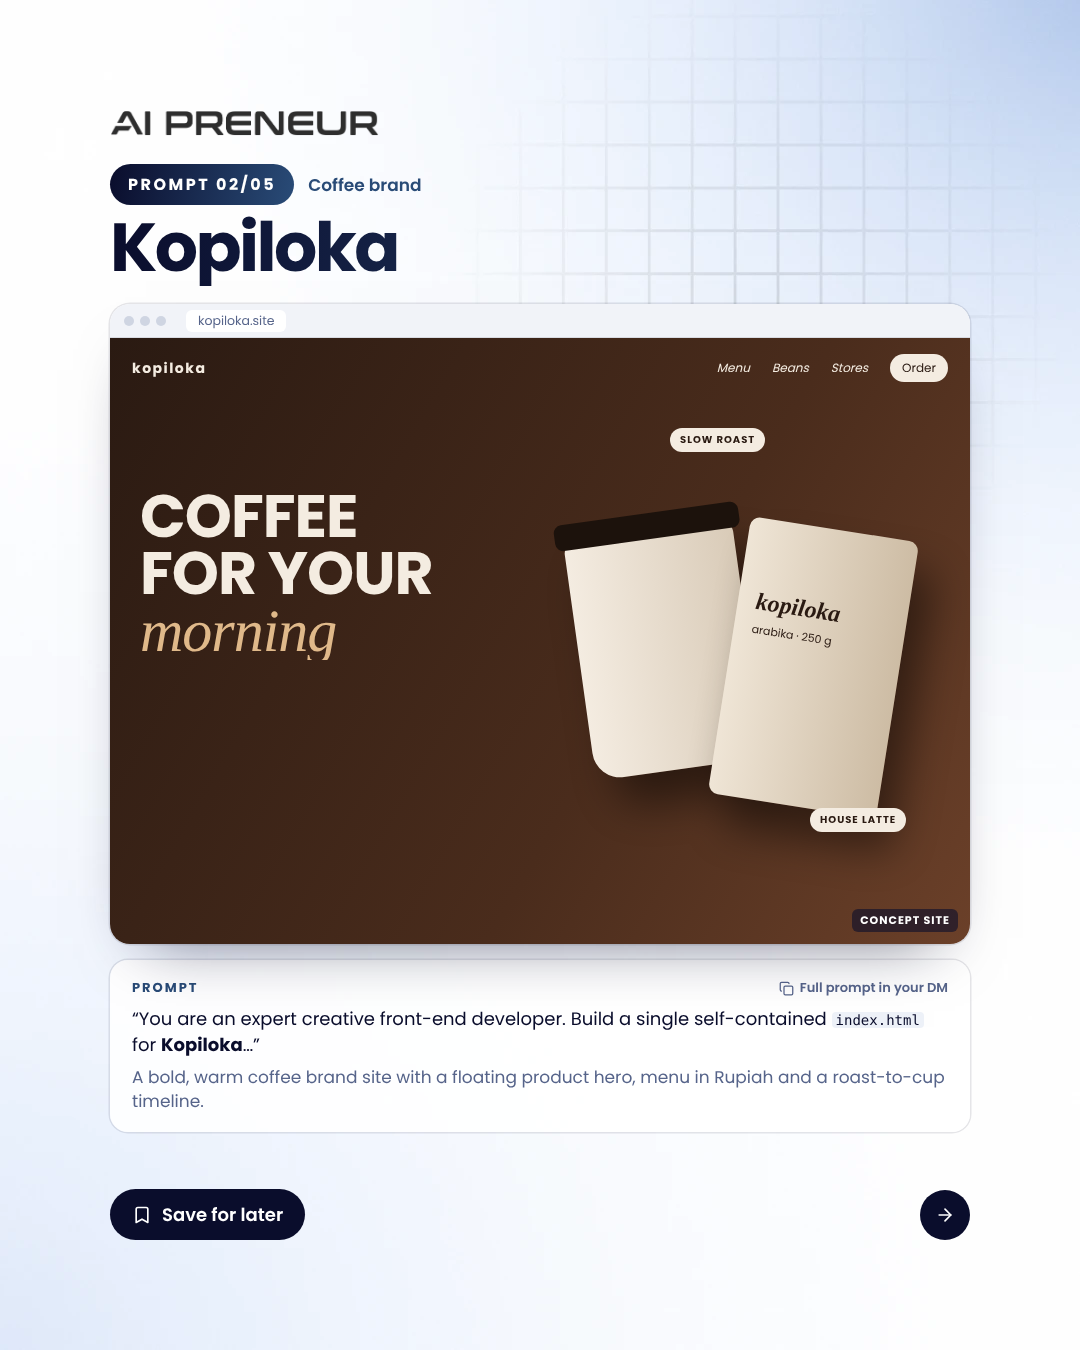 AI PRENEUR
PROMPT 02/05
Coffee brand
Kopiloka
kopiloka.site
kopiloka
Menu
Beans
Stores
Order
SLOW ROAST
COFFEE
FOR YOUR
morning
kopiloka
arabika · 250 g
HOUSE LATTE
CONCEPT SITE
PROMPT
Full prompt in your DM
“You are an expert creative front-end developer. Build a single self-contained index.html
for Kopiloka…”
A bold, warm coffee brand site with a floating product hero, menu in Rupiah and a roast-to-cup
timeline.
Save for later